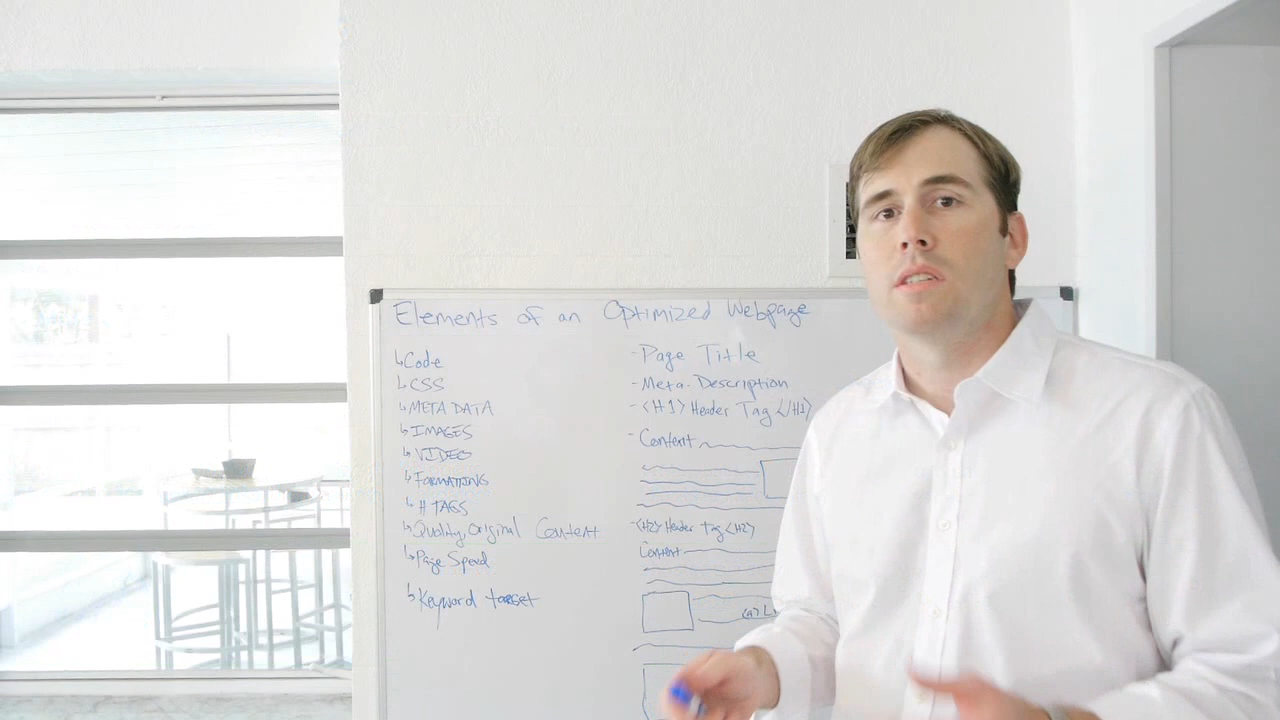 Elements of an Optimized Webpage
↳Code
↳CSS
↳META DATA
↳IMAGES
↳VIDEO
↳FORMATTING
↳H TAGS
↳Quality, Original Content
↳Page Speed
↳Keyword TARGET
-Page Title
-Meta-Description
-<H1> Header Tag </H1>
-Content
-<H2> Header Tag <H2>
Content